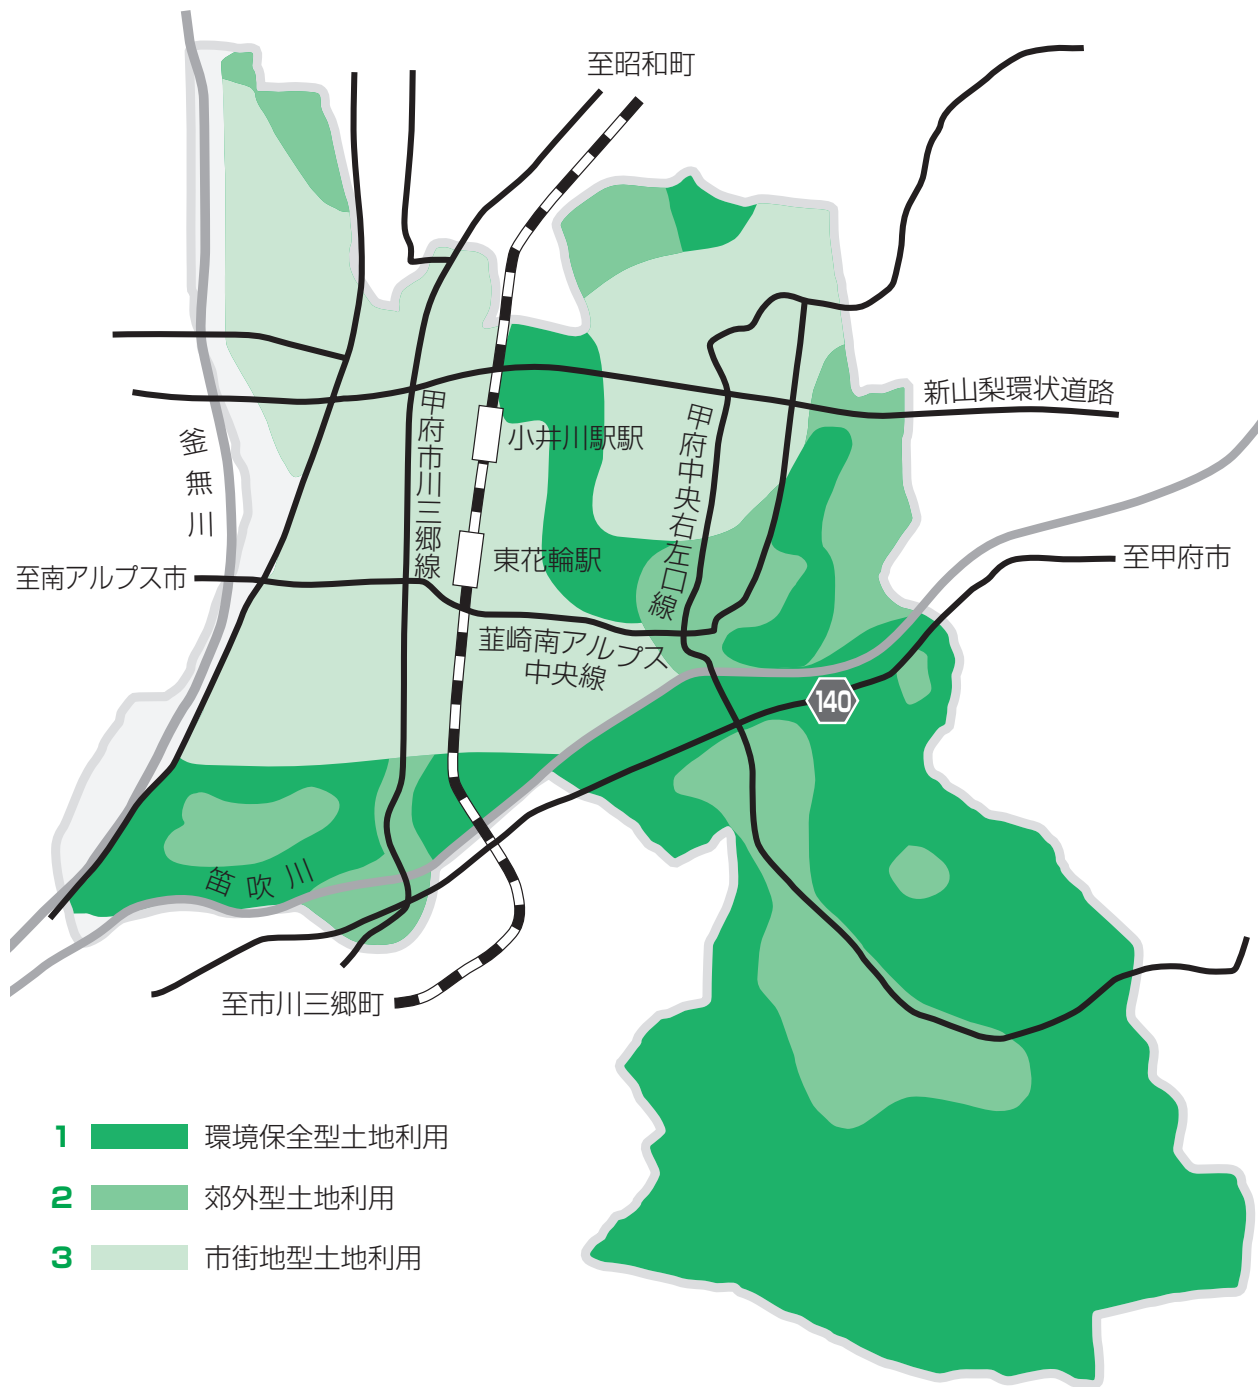 至昭和町
新山梨環状道路
甲府市川三郷線
小井川駅駅
甲府中央右左口線
釜無川
東花輪駅
至甲府市
至南アルプス市
韮崎南アルプス
中央線
140
笛吹川
至市川三郷町
1 環境保全型土地利用
2 郊外型土地利用
3 市街地型土地利用